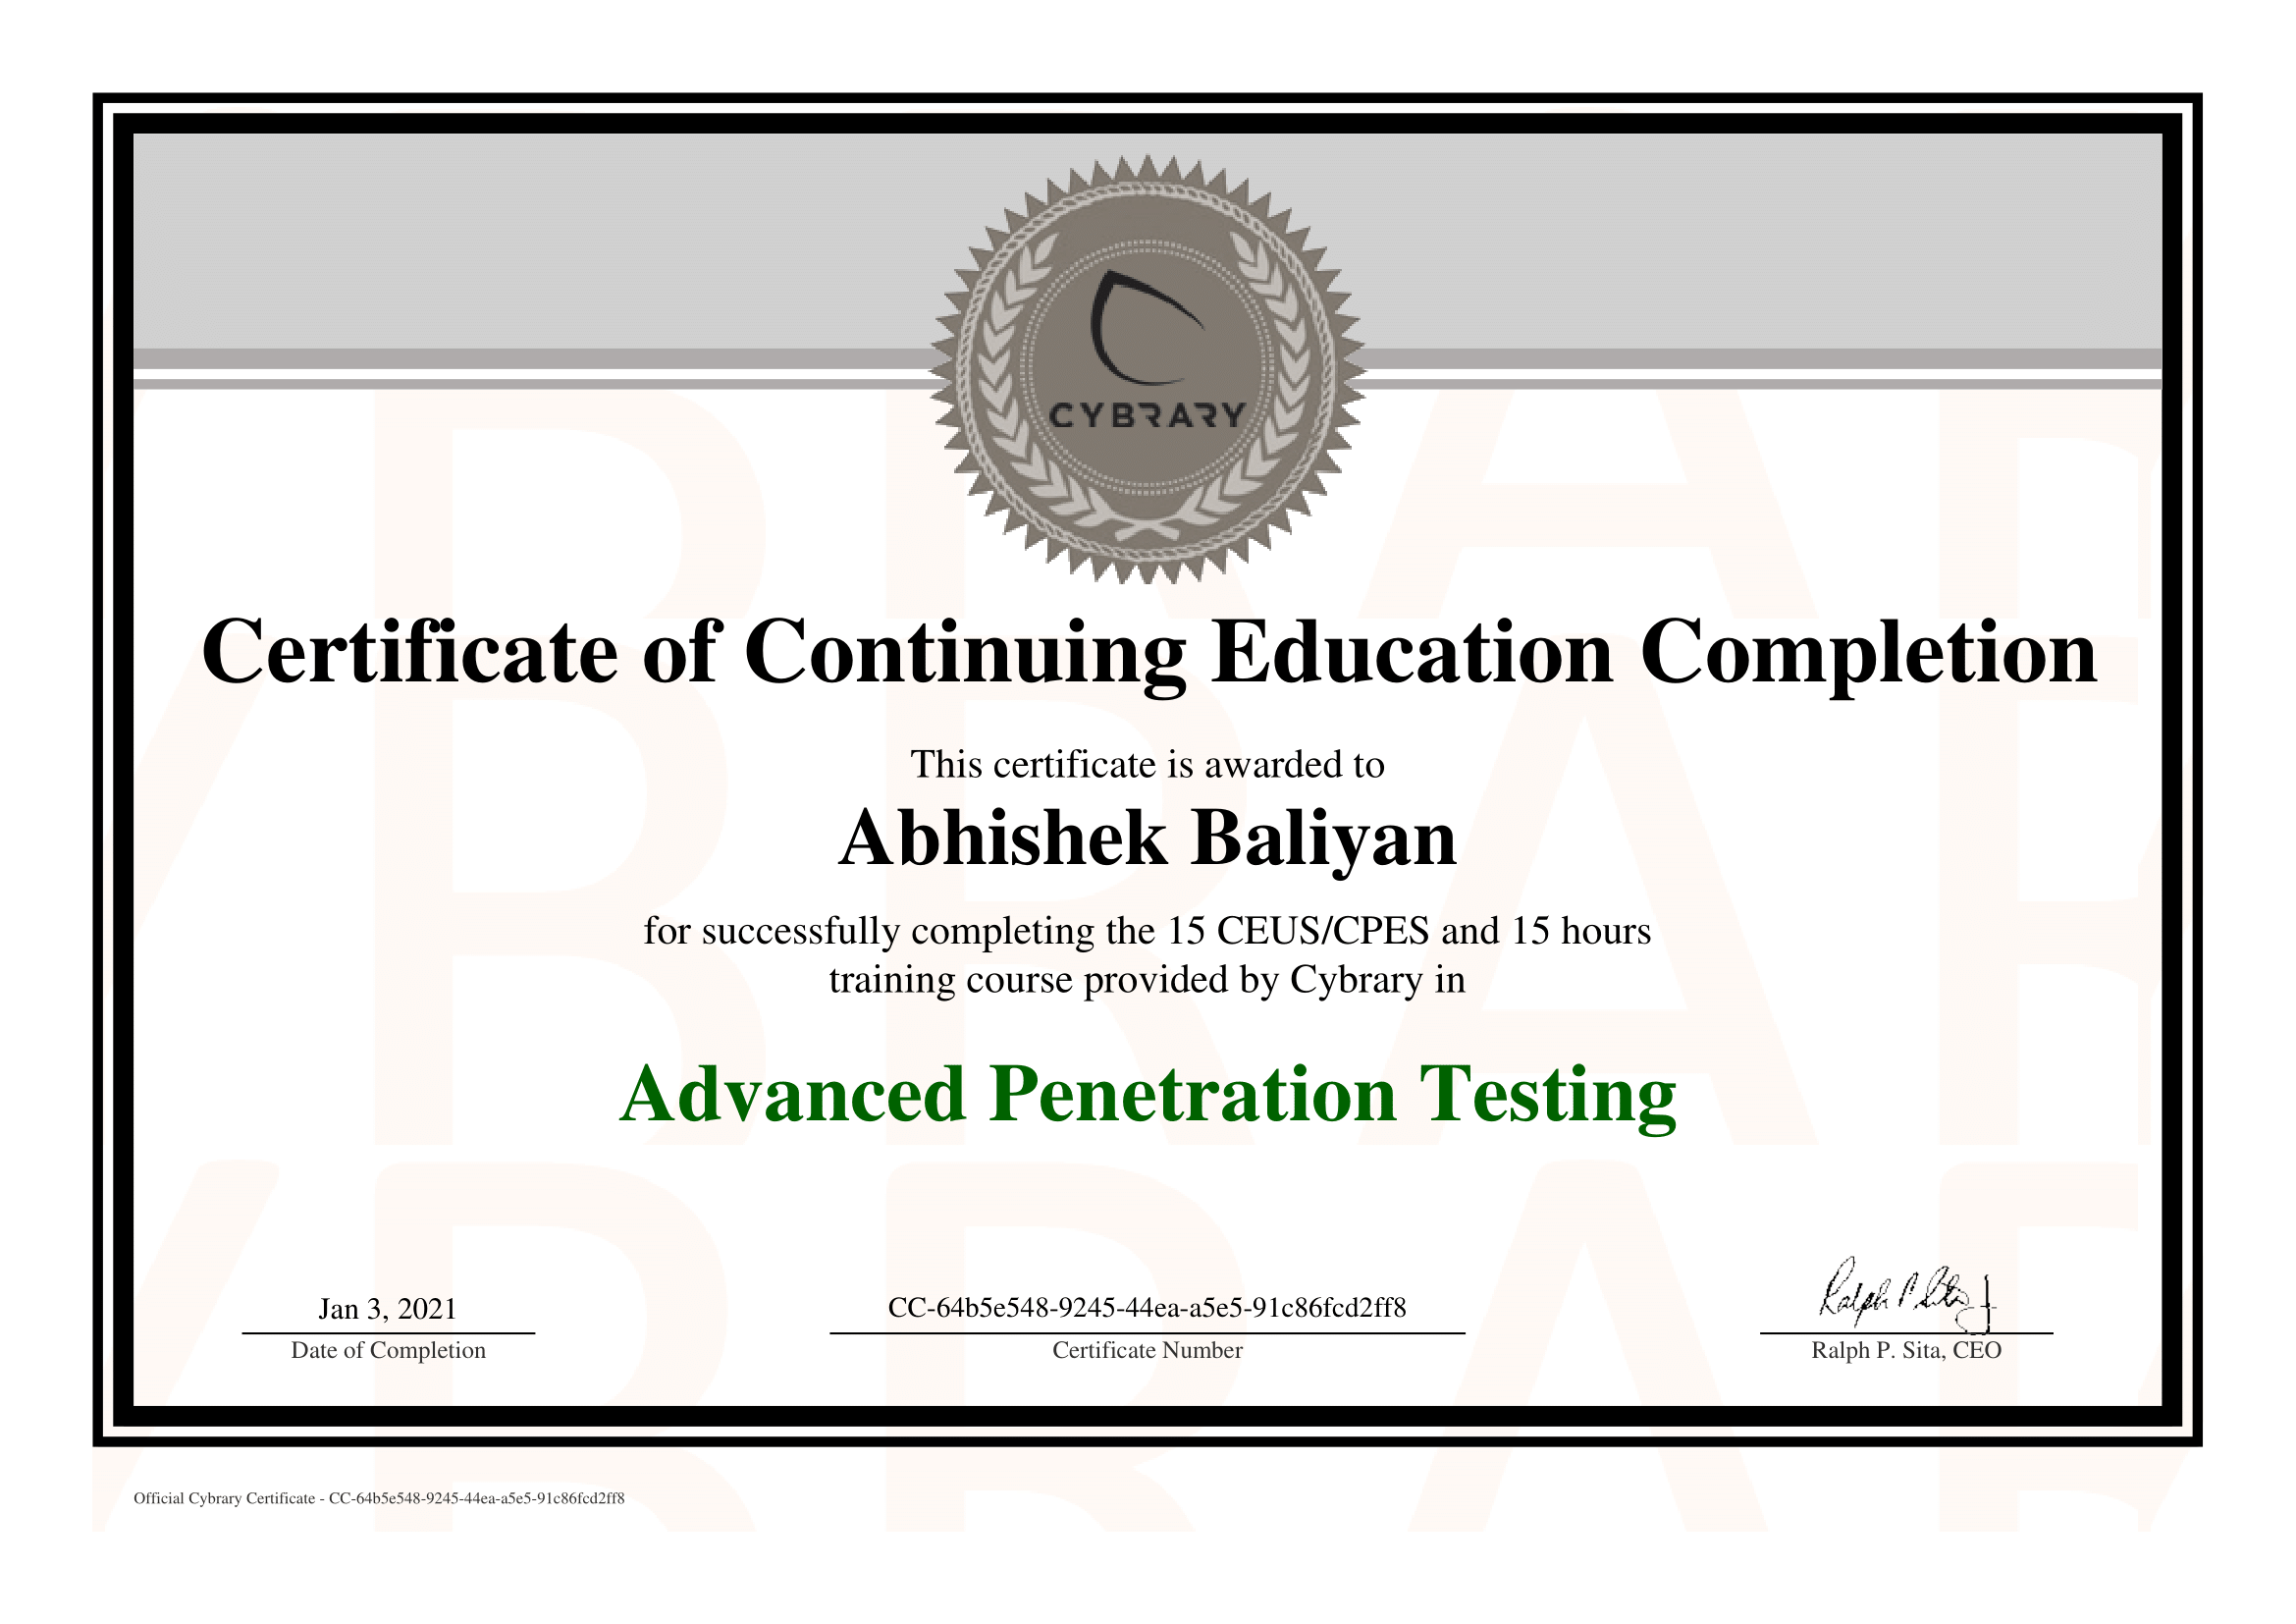 CYBRARY
Certificate of Continuing Education Completion
This certificate is awarded to
Abhishek Baliyan
for successfully completing the 15 CEUS/CPES and 15 hours
training course provided by Cybrary in
Advanced Penetration Testing
Jan 3, 2021
Date of Completion
CC-64b5e548-9245-44ea-a5e5-91c86fcd2ff8
Certificate Number
Ralph P. Sita, CEO
Official Cybrary Certificate - CC-64b5e548-9245-44ea-a5e5-91c86fcd2ff8